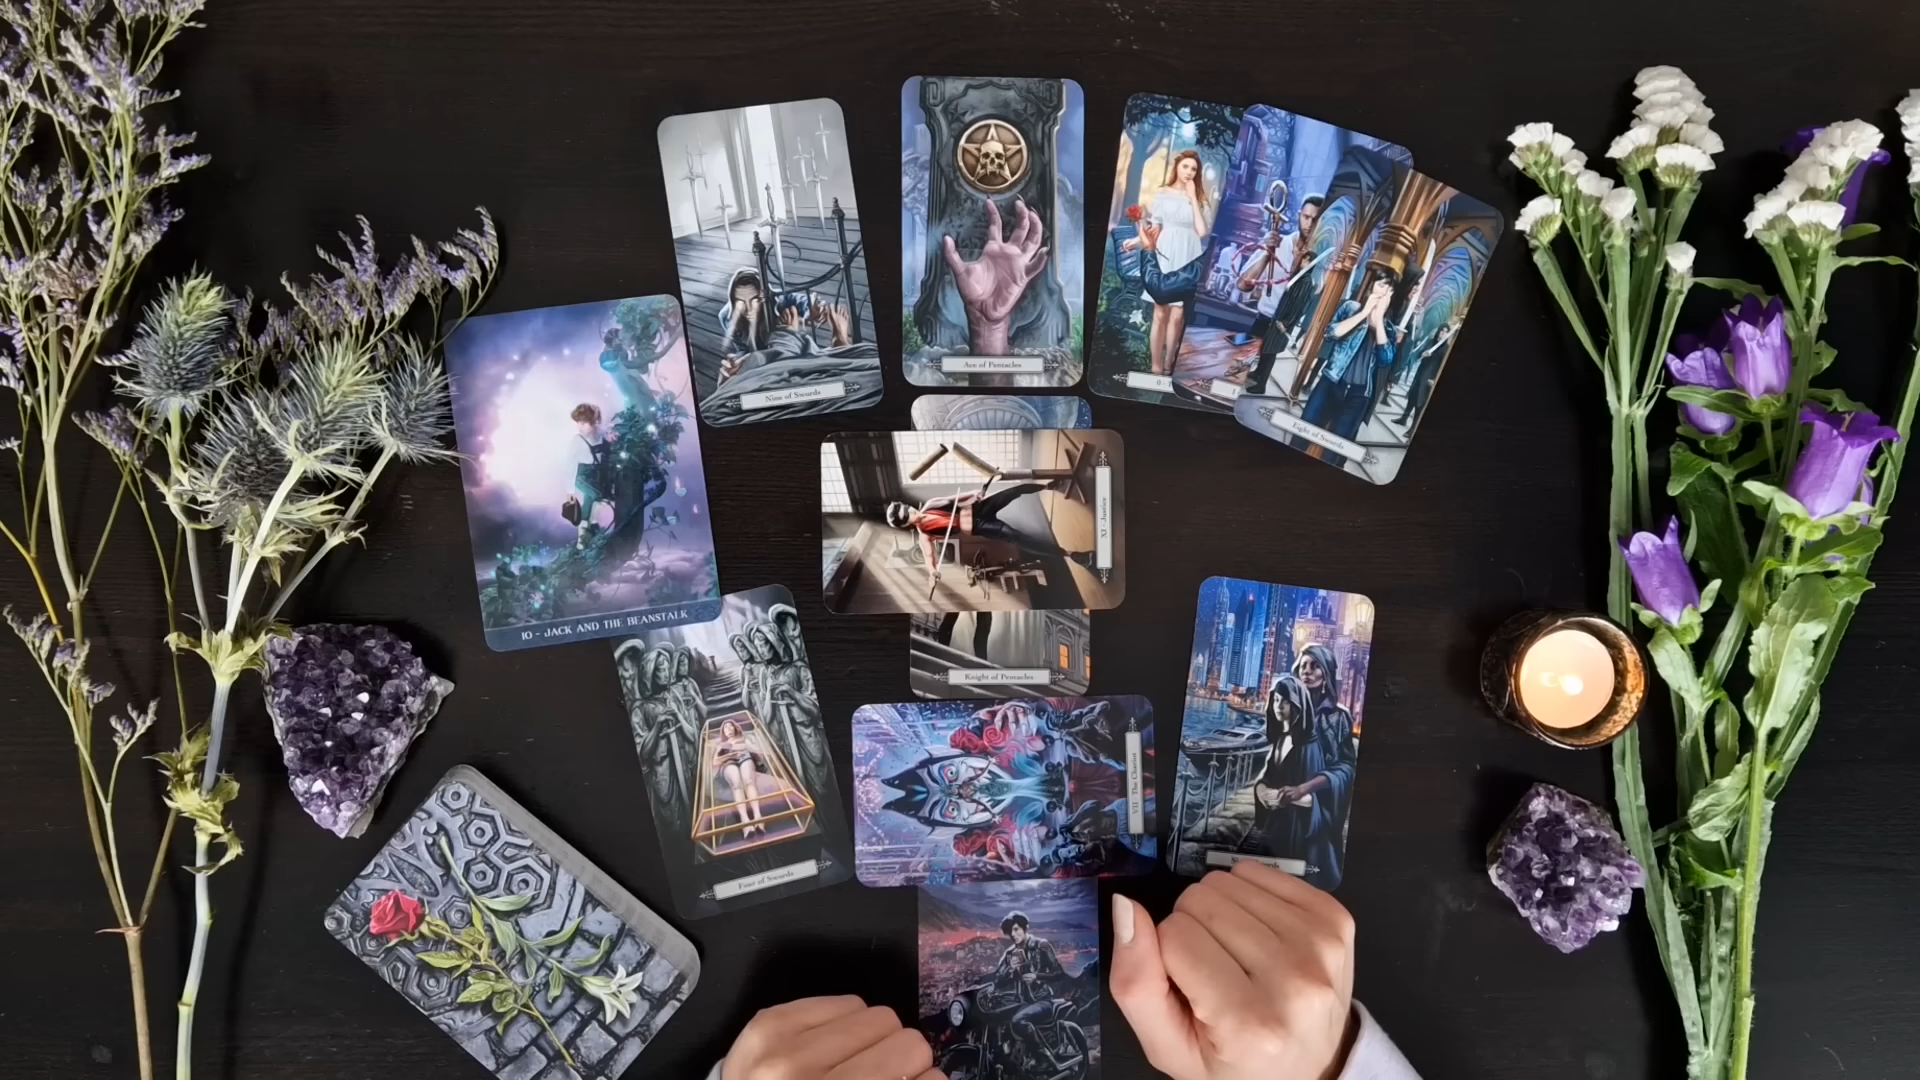 Nine of Swords
Ace of Pentacles
0
Eight of Swords
10 - JACK AND THE BEANSTALK
XI · Justice
Knight of Pentacles
Four of Swords
VII · The Chariot